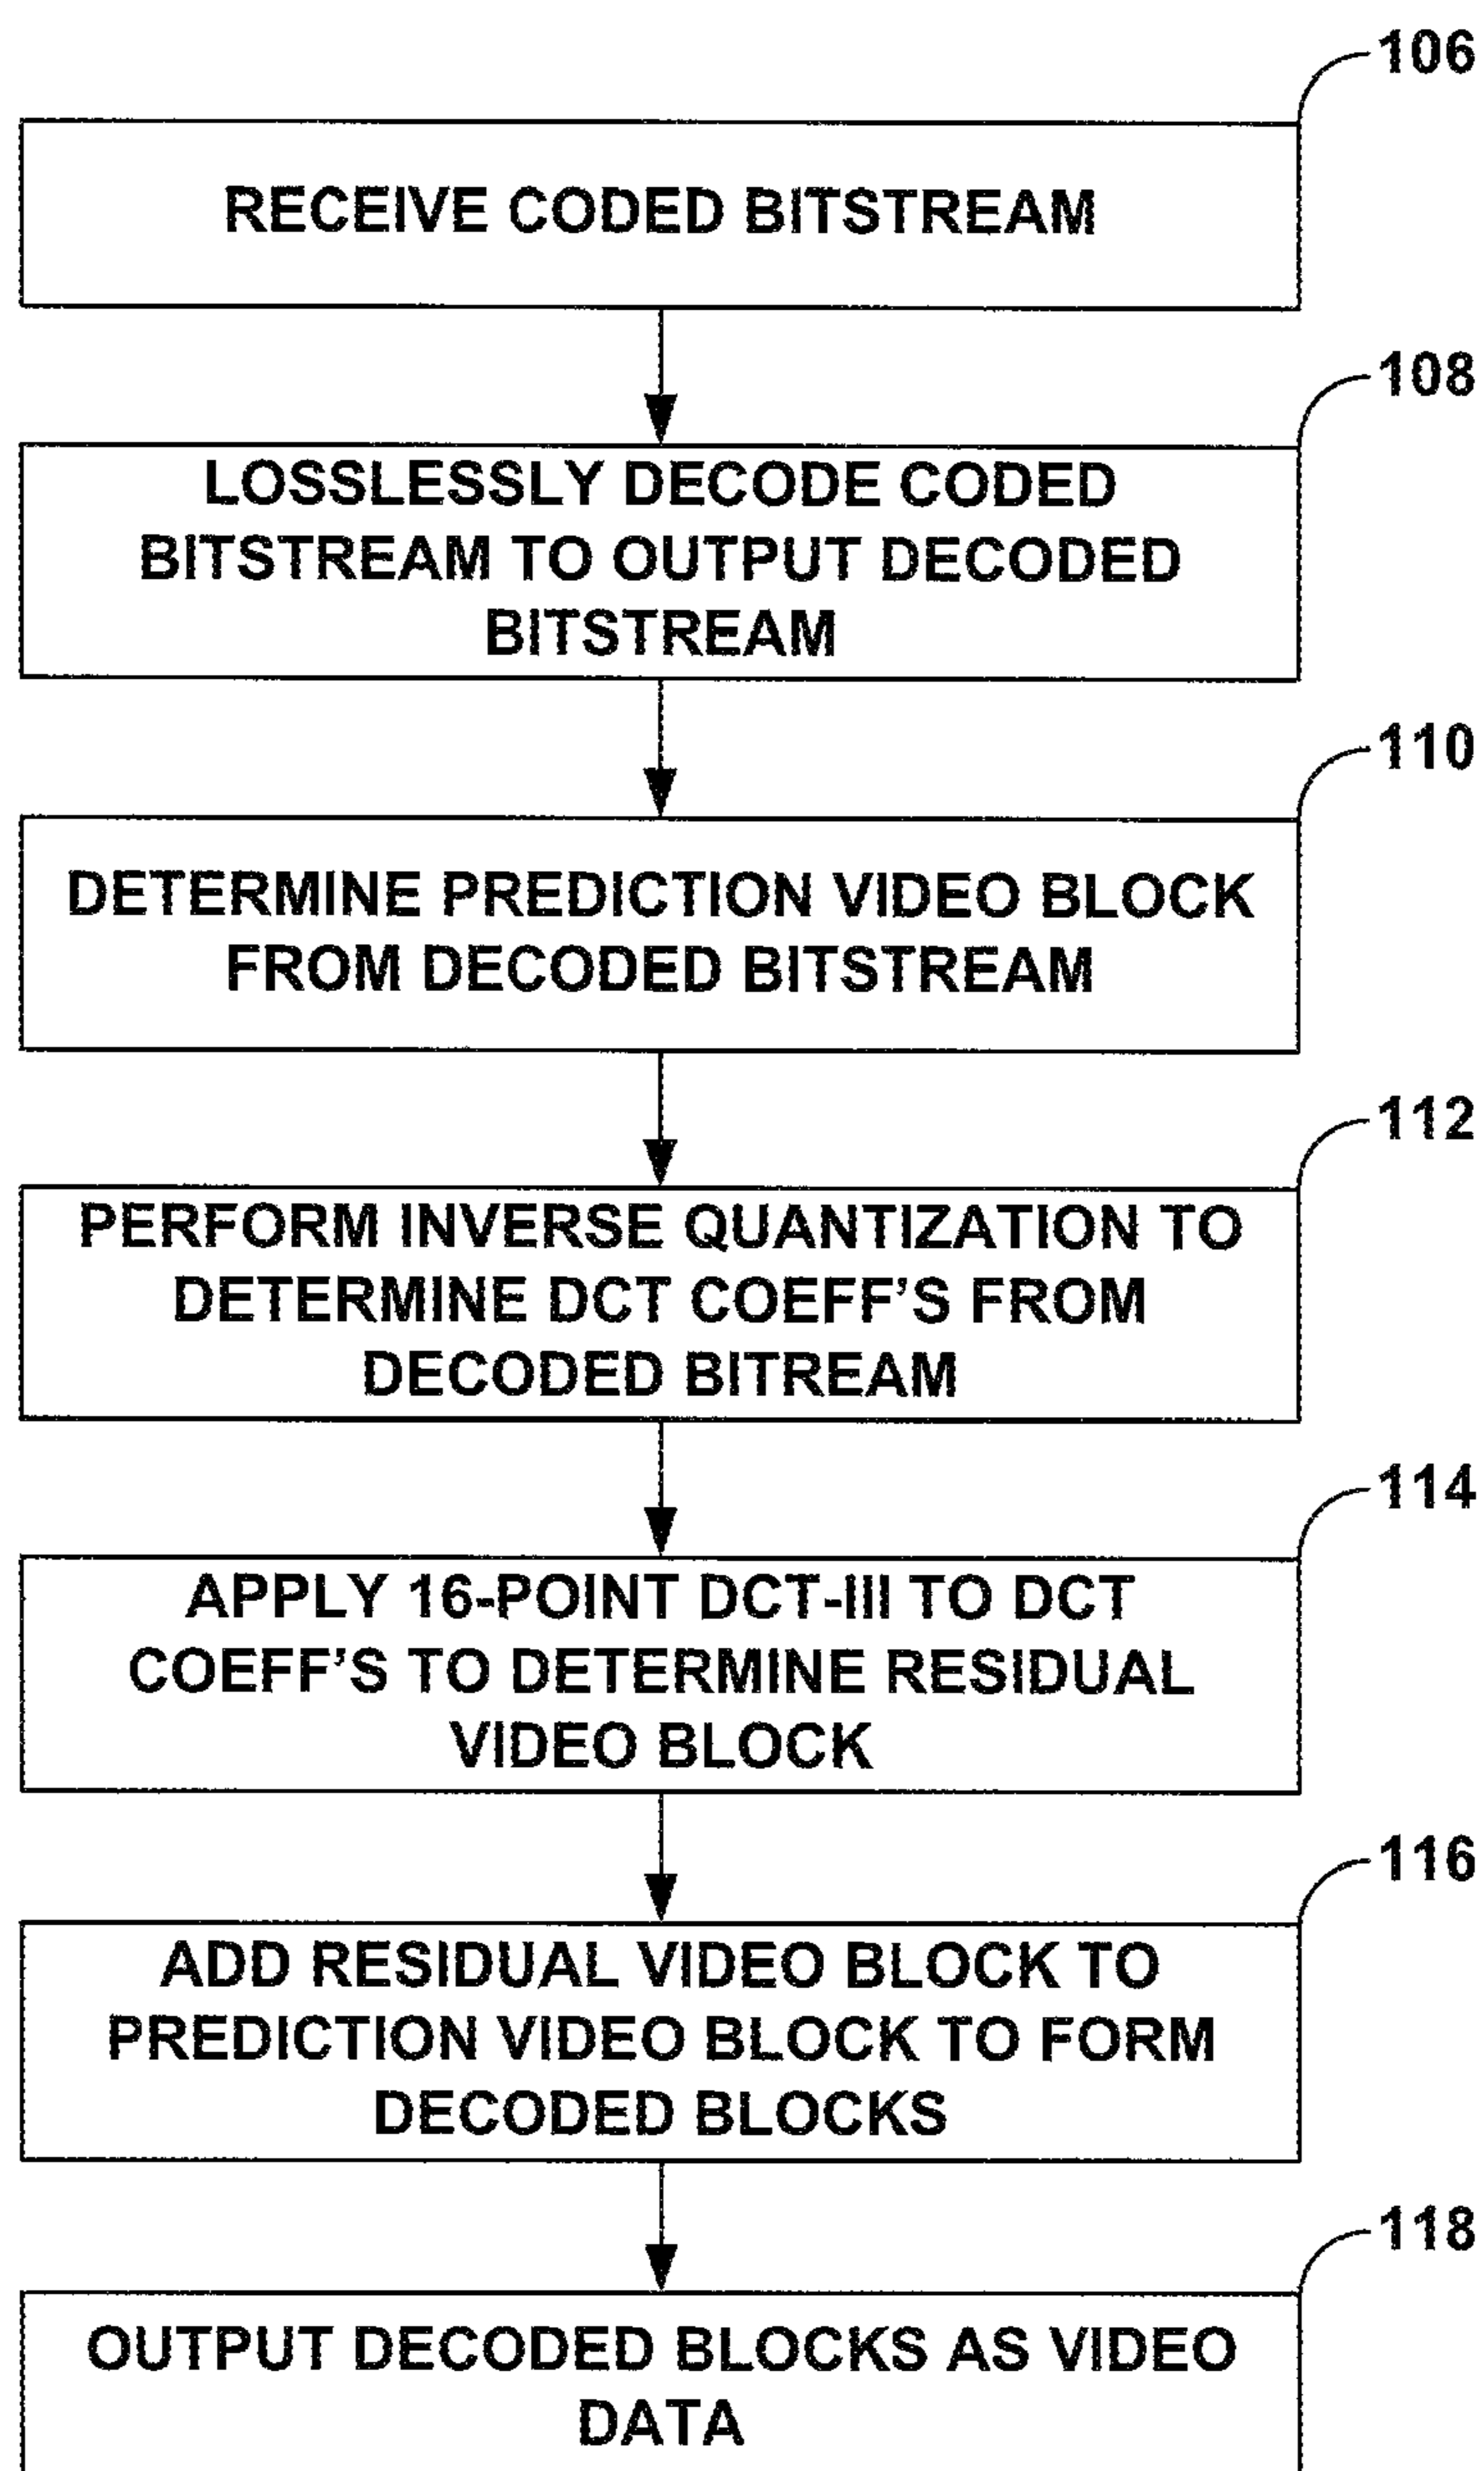 106
RECEIVE CODED BITSTREAM
108
LOSSLESSLY DECODE CODED
BITSTREAM TO OUTPUT DECODED
BITSTREAM
110
DETERMINE PREDICTION VIDEO BLOCK
FROM DECODED BITSTREAM
112
PERFORM INVERSE QUANTIZATION TO
DETERMINE DCT COEFF'S FROM
DECODED BITREAM
114
APPLY 16-POINT DCT-III TO DCT
COEFF'S TO DETERMINE RESIDUAL
VIDEO BLOCK
116
ADD RESIDUAL VIDEO BLOCK TO
PREDICTION VIDEO BLOCK TO FORM
DECODED BLOCKS
118
OUTPUT DECODED BLOCKS AS VIDEO
DATA